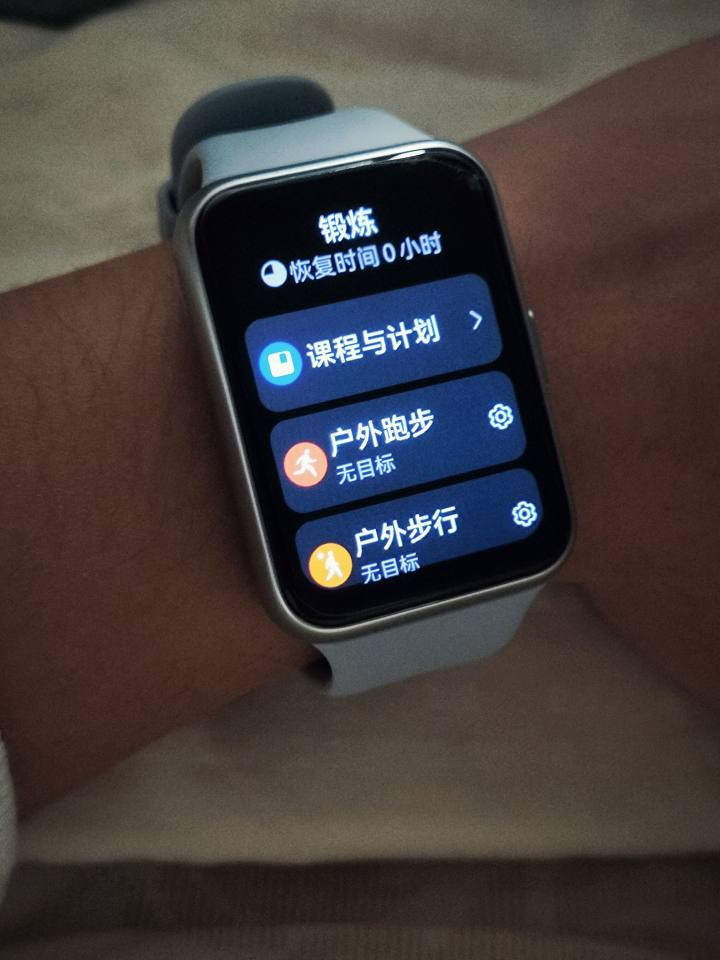 锻炼
恢复时间 0 小时
课程与计划
户外跑步
无目标
户外步行
无目标